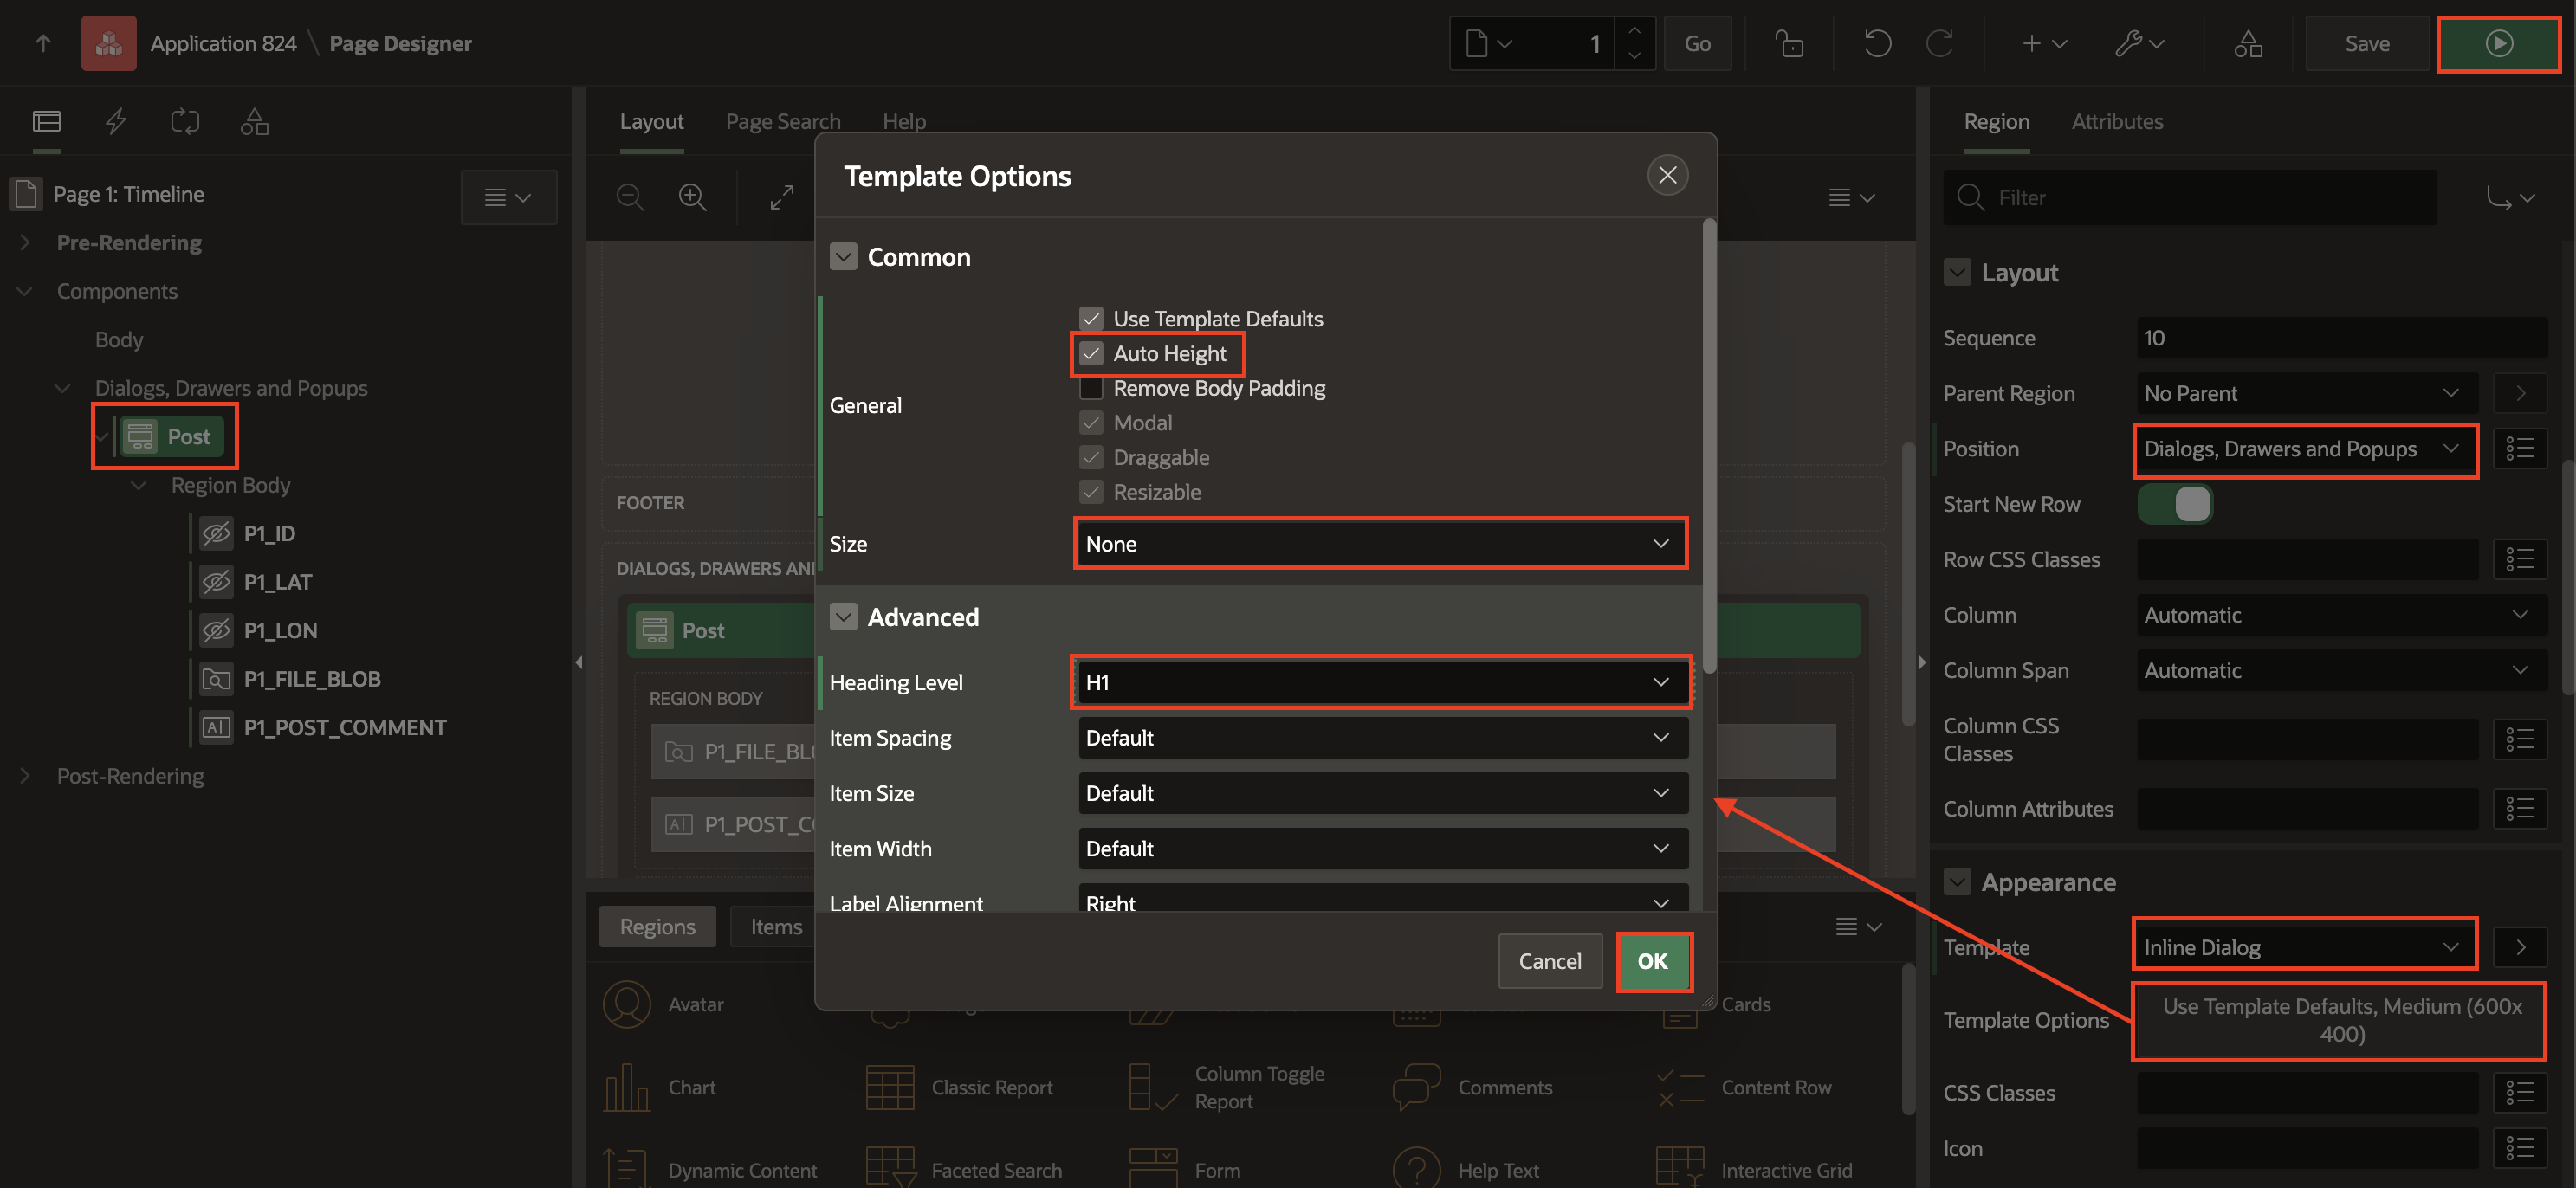 Application 824 \ Page Designer
1
Go
Save
Page 1: Timeline
Pre-Rendering
Components
Body
Dialogs, Drawers and Popups
Post
Region Body
P1_ID
P1_LAT
P1_LON
P1_FILE_BLOB
P1_POST_COMMENT
Post-Rendering
Layout
Page Search
Help
FOOTER
DIALOGS, DRAWERS
Post
REGION BODY
Regions
Items
Avatar
Cards
Chart
Classic Report
Column Toggle
Report
Comments
Content Row
Dynamic Content
Faceted Search
Form
Help Text
Interactive Grid
Template Options
Common
General
Use Template Defaults
Auto Height
Remove Body Padding
Modal
Draggable
Resizable
Size
None
Advanced
Heading Level
H1
Item Spacing
Default
Item Size
Default
Item Width
Default
Label Alignment
Right
Cancel
OK
Region
Attributes
Filter
Layout
Sequence
10
Parent Region
No Parent
Position
Dialogs, Drawers and Popups
Start New Row
Row CSS Classes
Column
Automatic
Column Span
Automatic
Column CSS
Classes
Column Attributes
Appearance
Template
Inline Dialog
Template Options
Use Template Defaults, Medium (600x
400)
CSS Classes
Icon